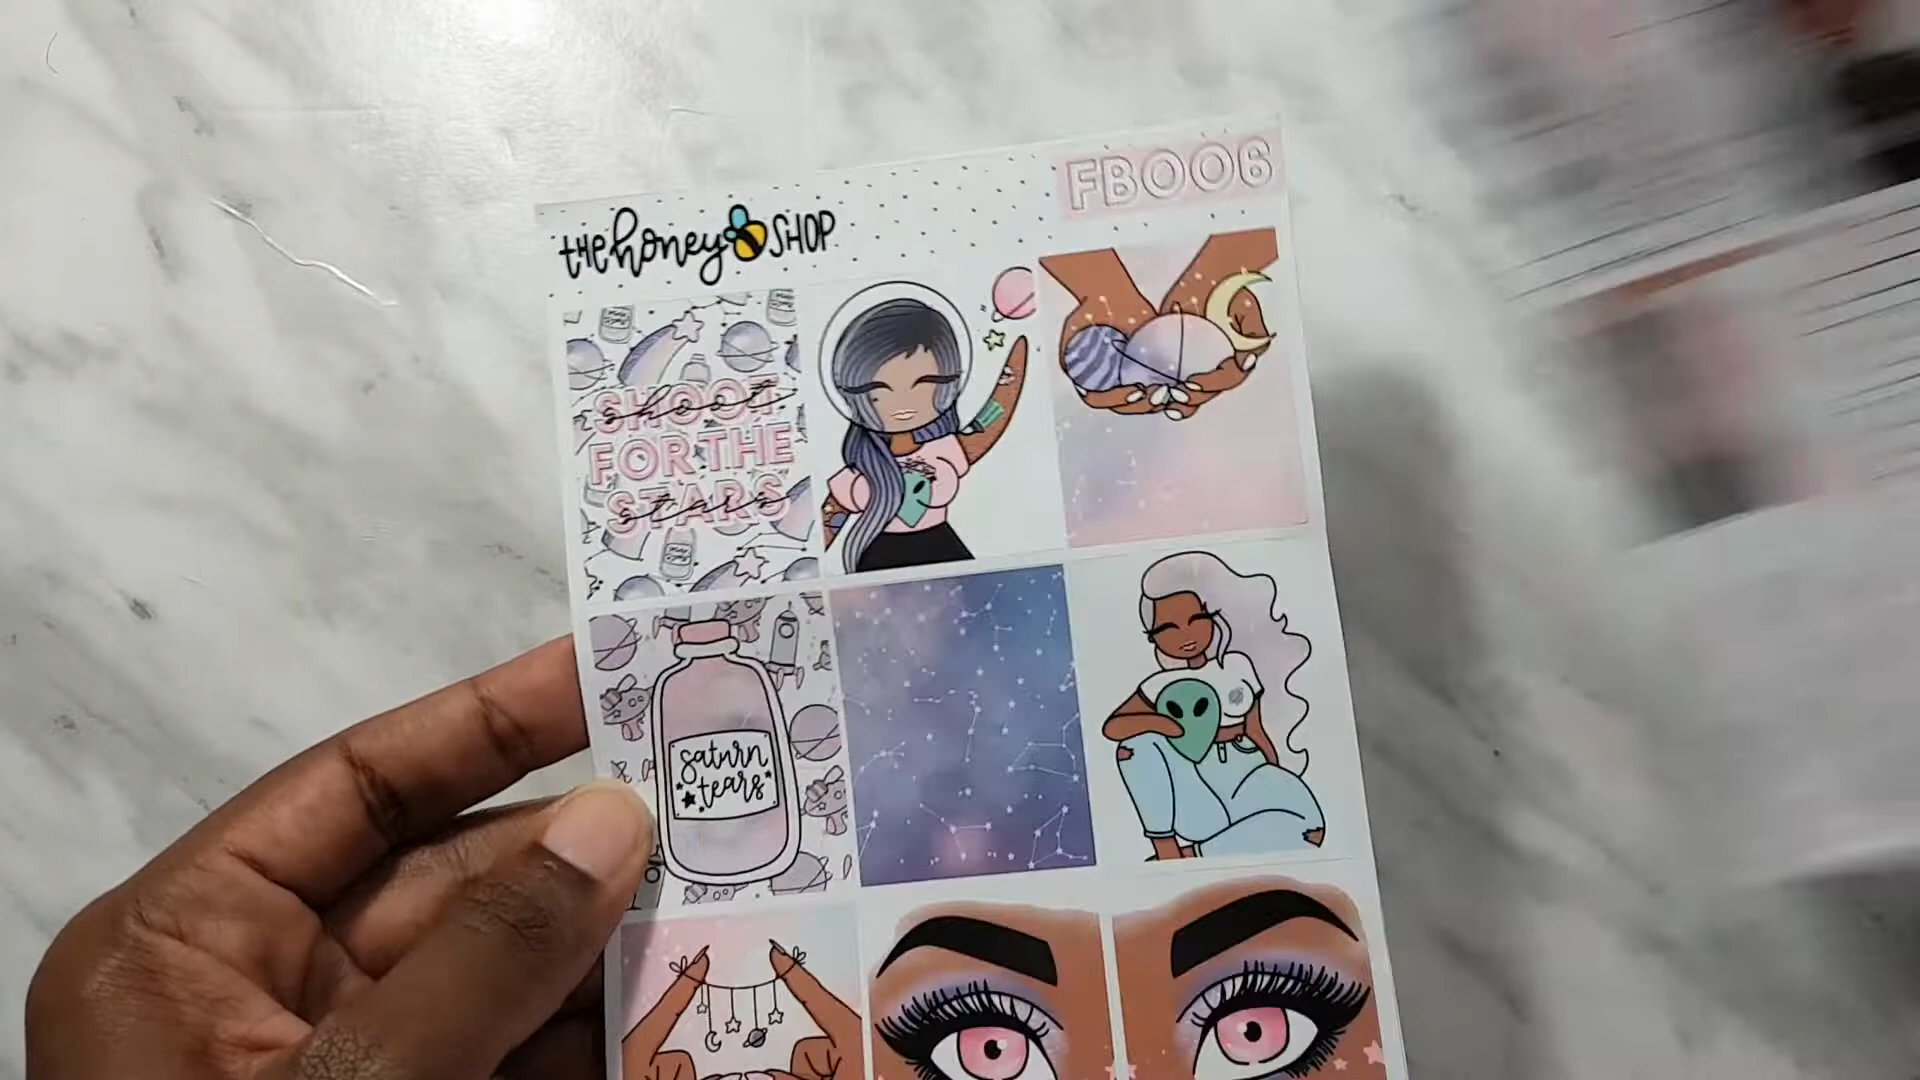 the honey SHOP
FB006
SHOOT
shoot
FOR THE
STARS
stars
saturn
tears